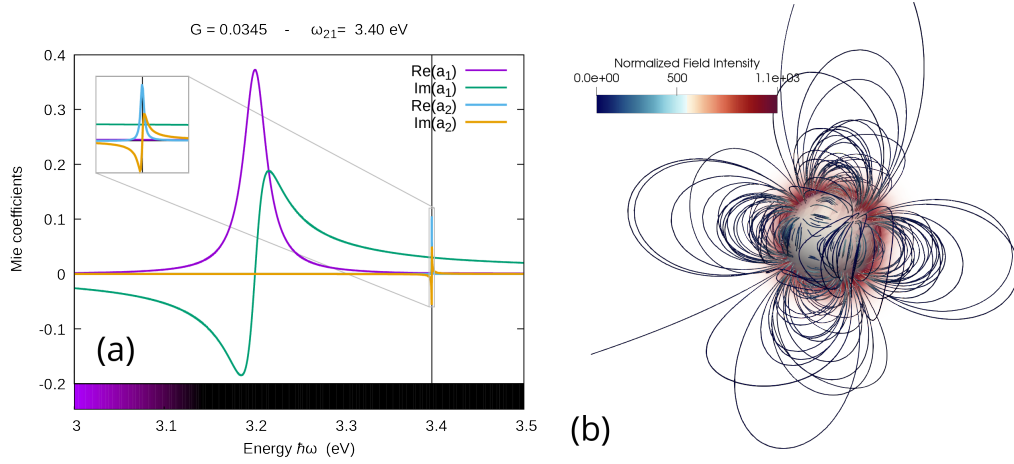 G = 0.0345 - ω21= 3.40 eV
0.4
0.3
0.2
0.1
0
-0.1
-0.2
Mie coefficients
Re(a1)
Im(a1)
Re(a2)
Im(a2)
(a)
3 3.1 3.2 3.3 3.4 3.5
Energy ℏω (eV)
Normalized Field Intensity
0.0e+00 500 1.1e+03
(b)